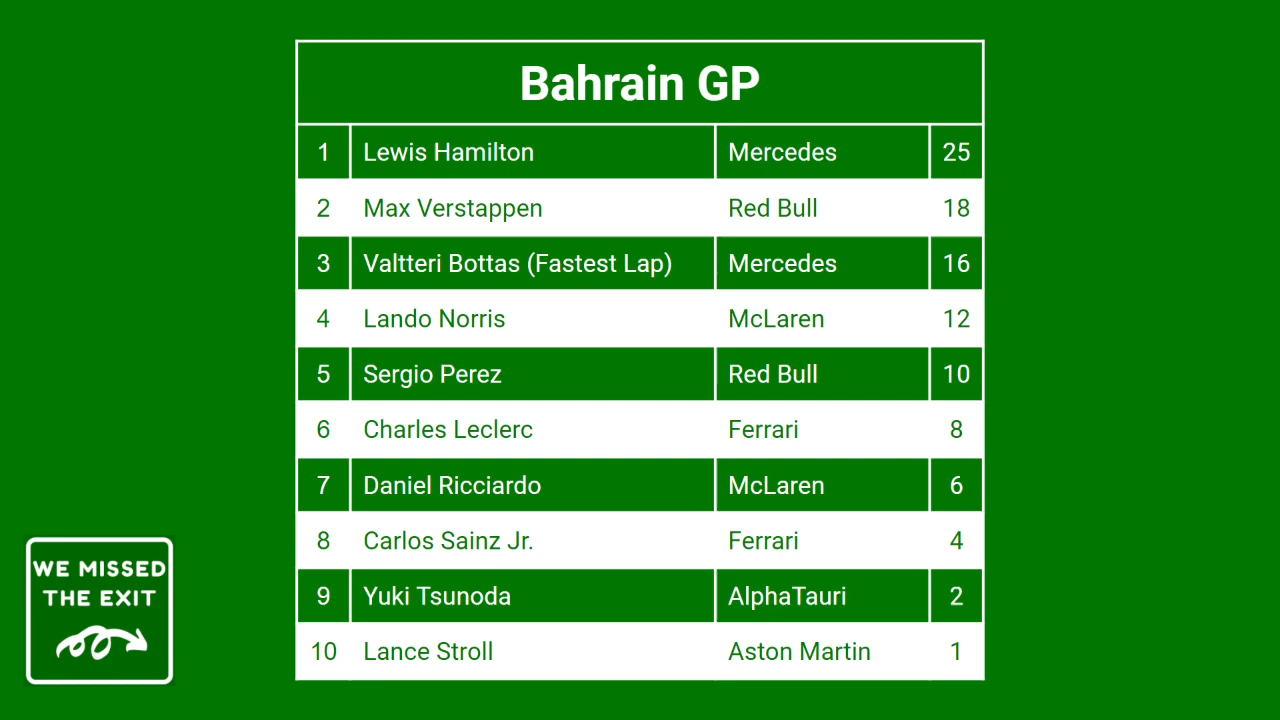 Bahrain GP
1 Lewis Hamilton Mercedes 25
2 Max Verstappen Red Bull 18
3 Valtteri Bottas (Fastest Lap) Mercedes 16
4 Lando Norris McLaren 12
5 Sergio Perez Red Bull 10
6 Charles Leclerc Ferrari 8
7 Daniel Ricciardo McLaren 6
8 Carlos Sainz Jr. Ferrari 4
9 Yuki Tsunoda AlphaTauri 2
10 Lance Stroll Aston Martin 1
WE MISSED
THE EXIT